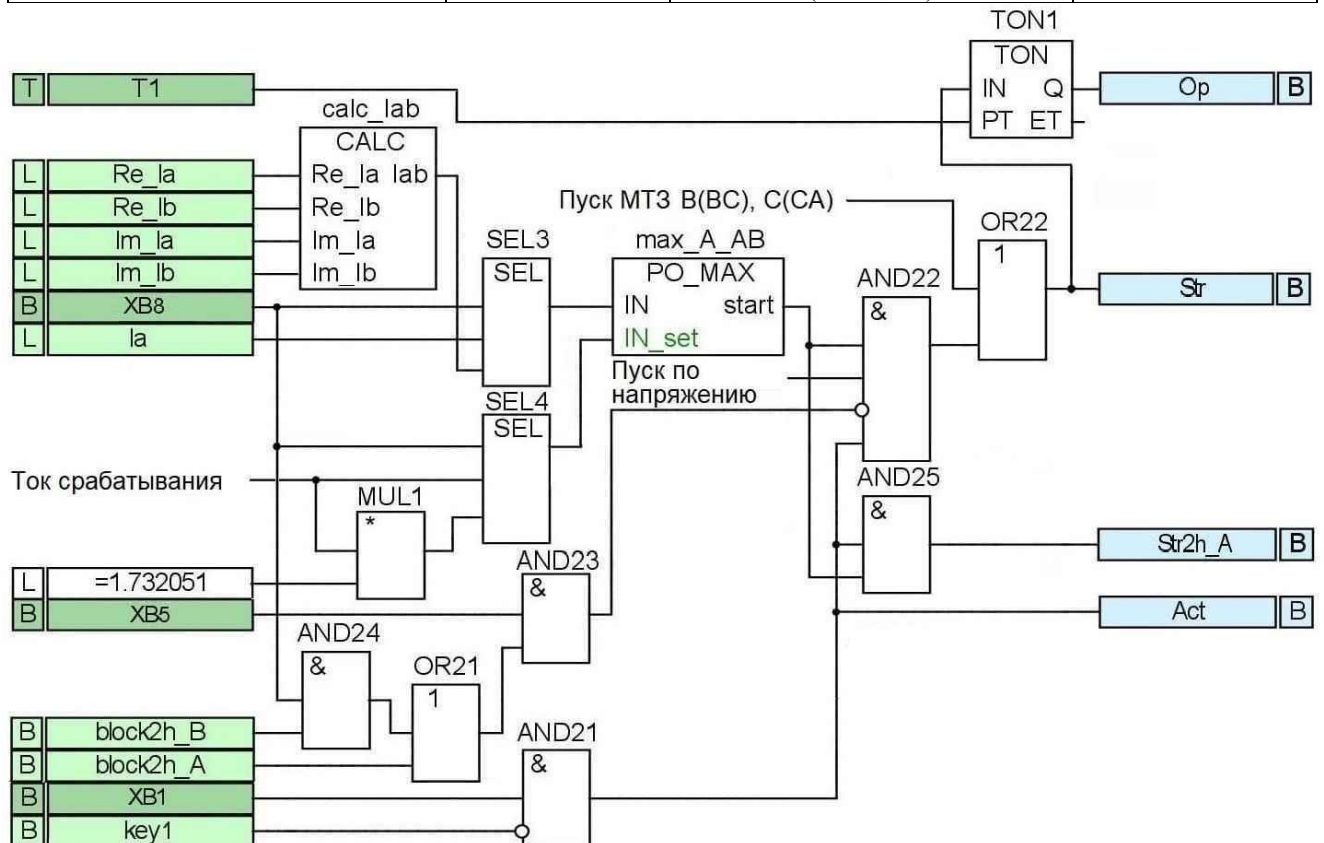 TON1
TON
T T1 IN Q Op B
PT ET
calc_Iab
CALC
L Re_Ia Re_Ia Iab
L Re_Ib Re_Ib
L Im_Ia Im_Ia
L Im_Ib Im_Ib
B XB8
L Ia
Пуск МТЗ В(ВС), С(СА)
OR22
1
SEL3
SEL
max_A_AB
PO_MAX
IN start
IN_set
AND22
&
Str B
Пуск по
напряжению
SEL4
SEL
Ток срабатывания
MUL1
*
AND25
&
Str2h_A B
L =1.732051
B XB5
AND23
&
Act B
AND24
&
OR21
1
B block2h_B
B block2h_A
B XB1
B key1
AND21
&